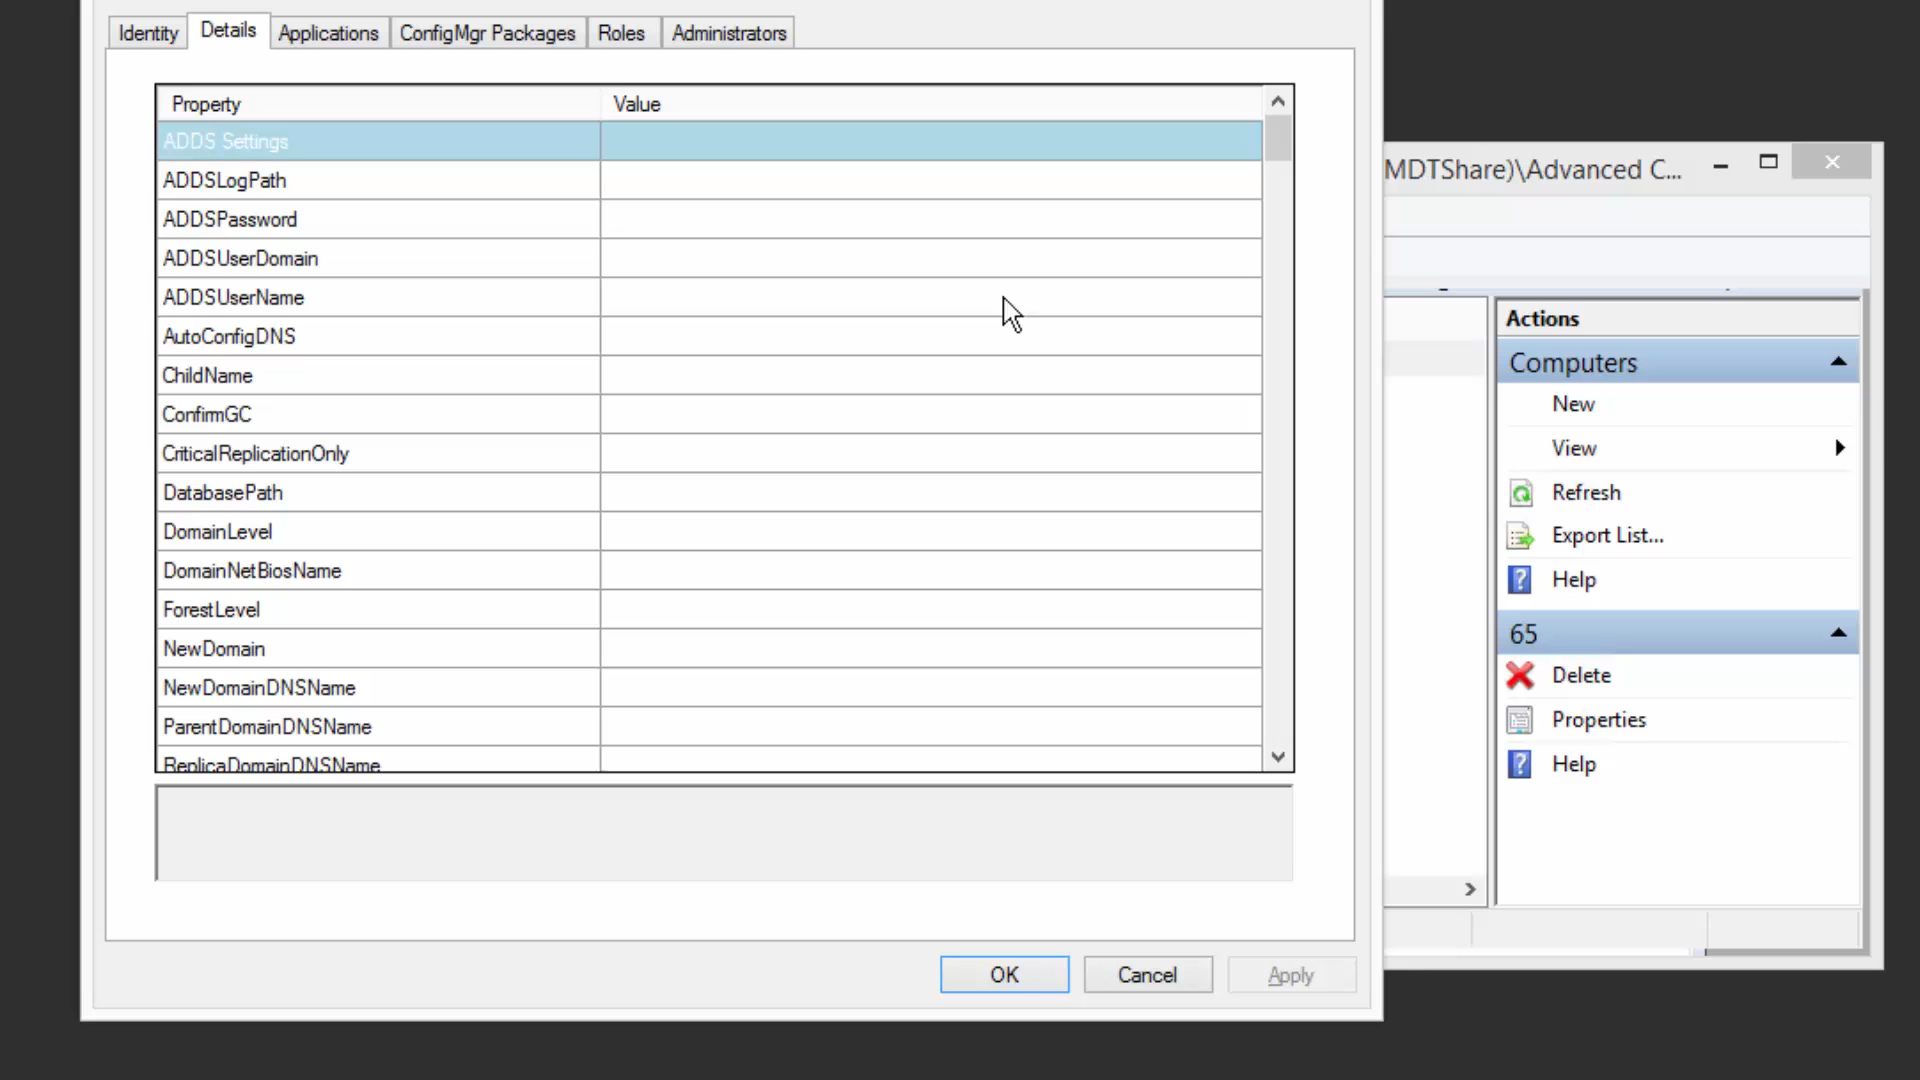 Identity Details Applications ConfigMgr Packages Roles Administrators
Property Value
ADDS Settings
ADDSLogPath
ADDSPassword
ADDSUserDomain
ADDSUserName
AutoConfigDNS
ChildName
ConfirmGC
CriticalReplicationOnly
DatabasePath
DomainLevel
DomainNetBiosName
ForestLevel
NewDomain
NewDomainDNSName
ParentDomainDNSName
ReplicaDomainDNSName
OK Cancel Apply
MDTShare)\Advanced C...
Actions
Computers
New
View
Refresh
Export List...
Help
65
Delete
Properties
Help